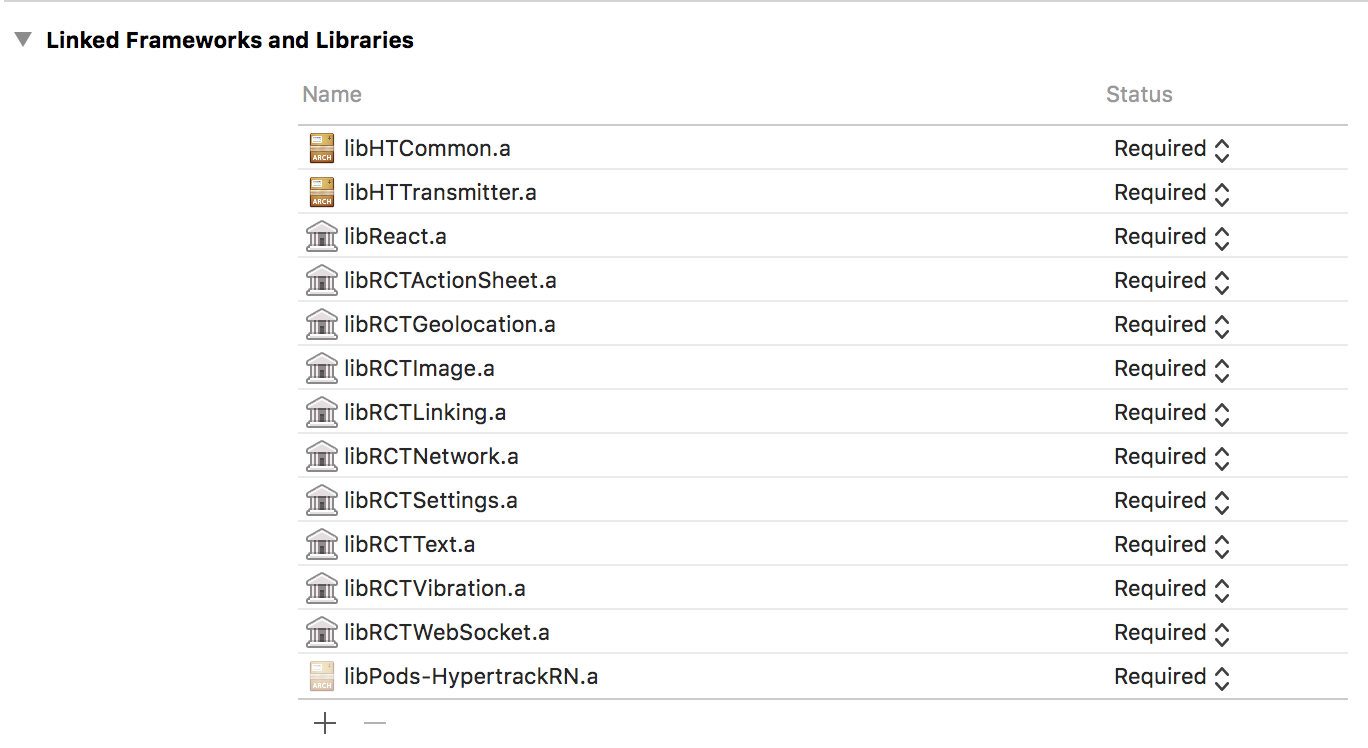 Linked Frameworks and Libraries
Name Status
ARCH libHTCommon.a Required
ARCH libHTTransmitter.a Required
libReact.a Required
libRCTActionSheet.a Required
libRCTGeolocation.a Required
libRCTImage.a Required
libRCTLinking.a Required
libRCTNetwork.a Required
libRCTSettings.a Required
libRCTText.a Required
libRCTVibration.a Required
libRCTWebSocket.a Required
ARCH libPods-HypertrackRN.a Required